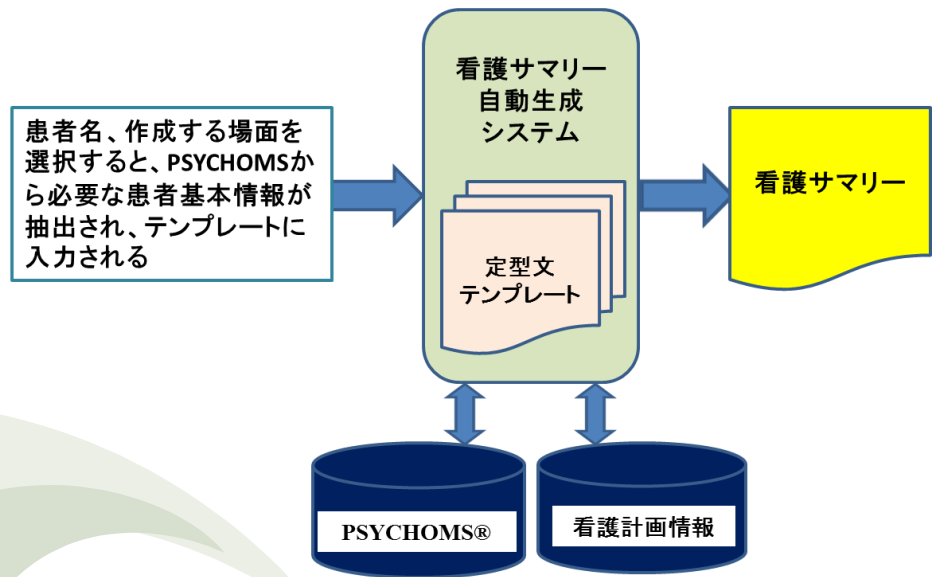 患者名、作成する場面を
選択すると、PSYCHOMSか
ら必要な患者基本情報が
抽出され、テンプレートに
入力される
看護サマリー
自動生成
システム
定型文
テンプレート
看護サマリー
PSYCHOMS®
看護計画情報